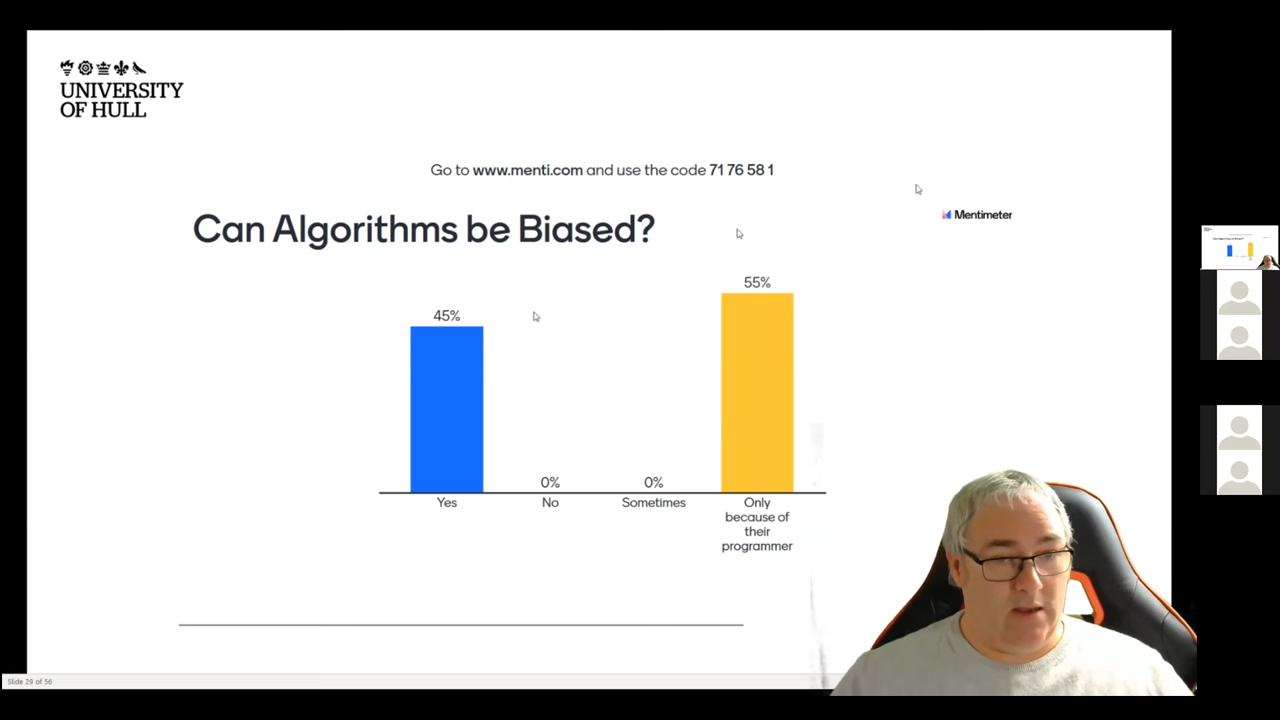 UNIVERSITY
OF HULL
Go to www.menti.com and use the code 71 76 58 1
Mentimeter
Can Algorithms be Biased?
55%
45%
0%
0%
Yes
No
Sometimes
Only
because of
their
programmer
Slide 29 of 56